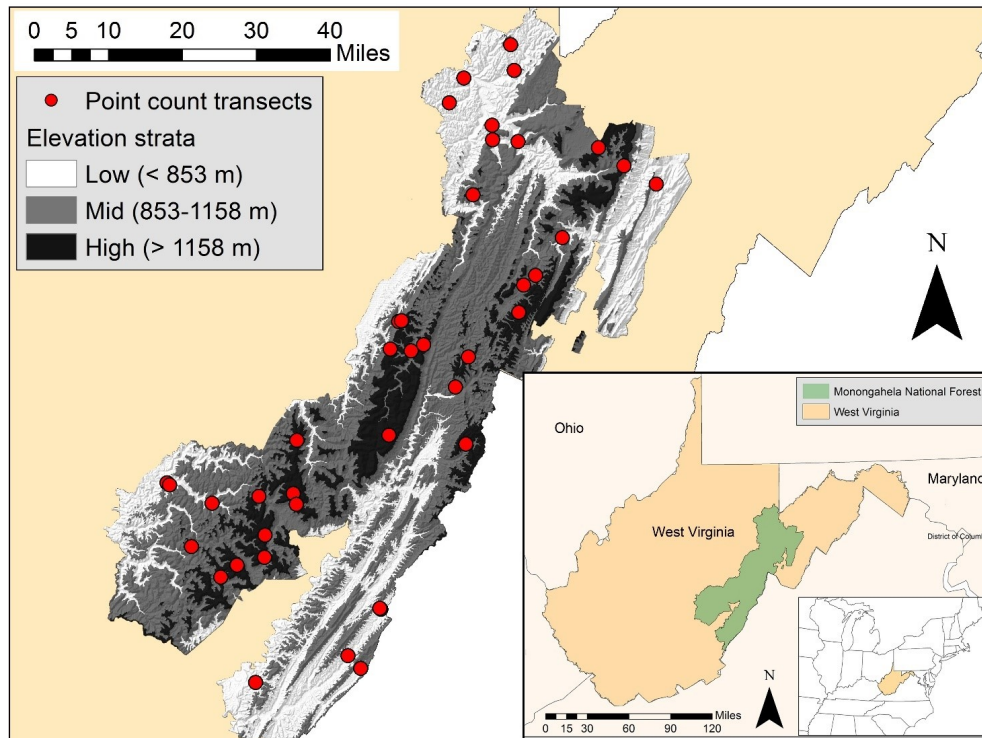 0 5 10 20 30 40
Miles
Point count transects
Elevation strata
Low (< 853 m)
Mid (853-1158 m)
High (> 1158 m)
N
Monongahela National Forest
West Virginia
Ohio
Maryland
West Virginia
District of Colum
N
Miles
0 15 30 60 90 120